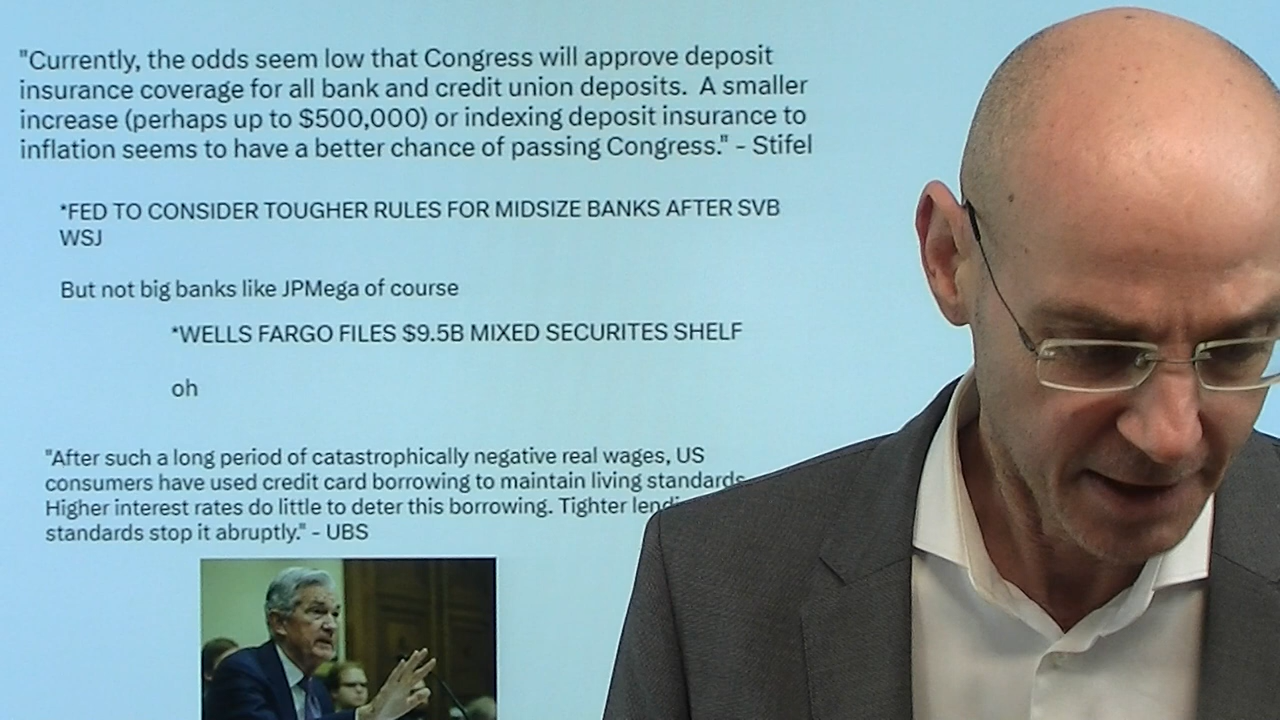 "Currently, the odds seem low that Congress will approve deposit
insurance coverage for all bank and credit union deposits. A smaller
increase (perhaps up to $500,000) or indexing deposit insurance to
inflation seems to have a better chance of passing Congress." - Stifel
*FED TO CONSIDER TOUGHER RULES FOR MIDSIZE BANKS AFTER SVB
WSJ
But not big banks like JPMega of course
*WELLS FARGO FILES $9.5B MIXED SECURITES SHELF
oh
"After such a long period of catastrophically negative real wages, US
consumers have used credit card borrowing to maintain living standards
Higher interest rates do little to deter this borrowing. Tighter
standards stop it abruptly." - UBS